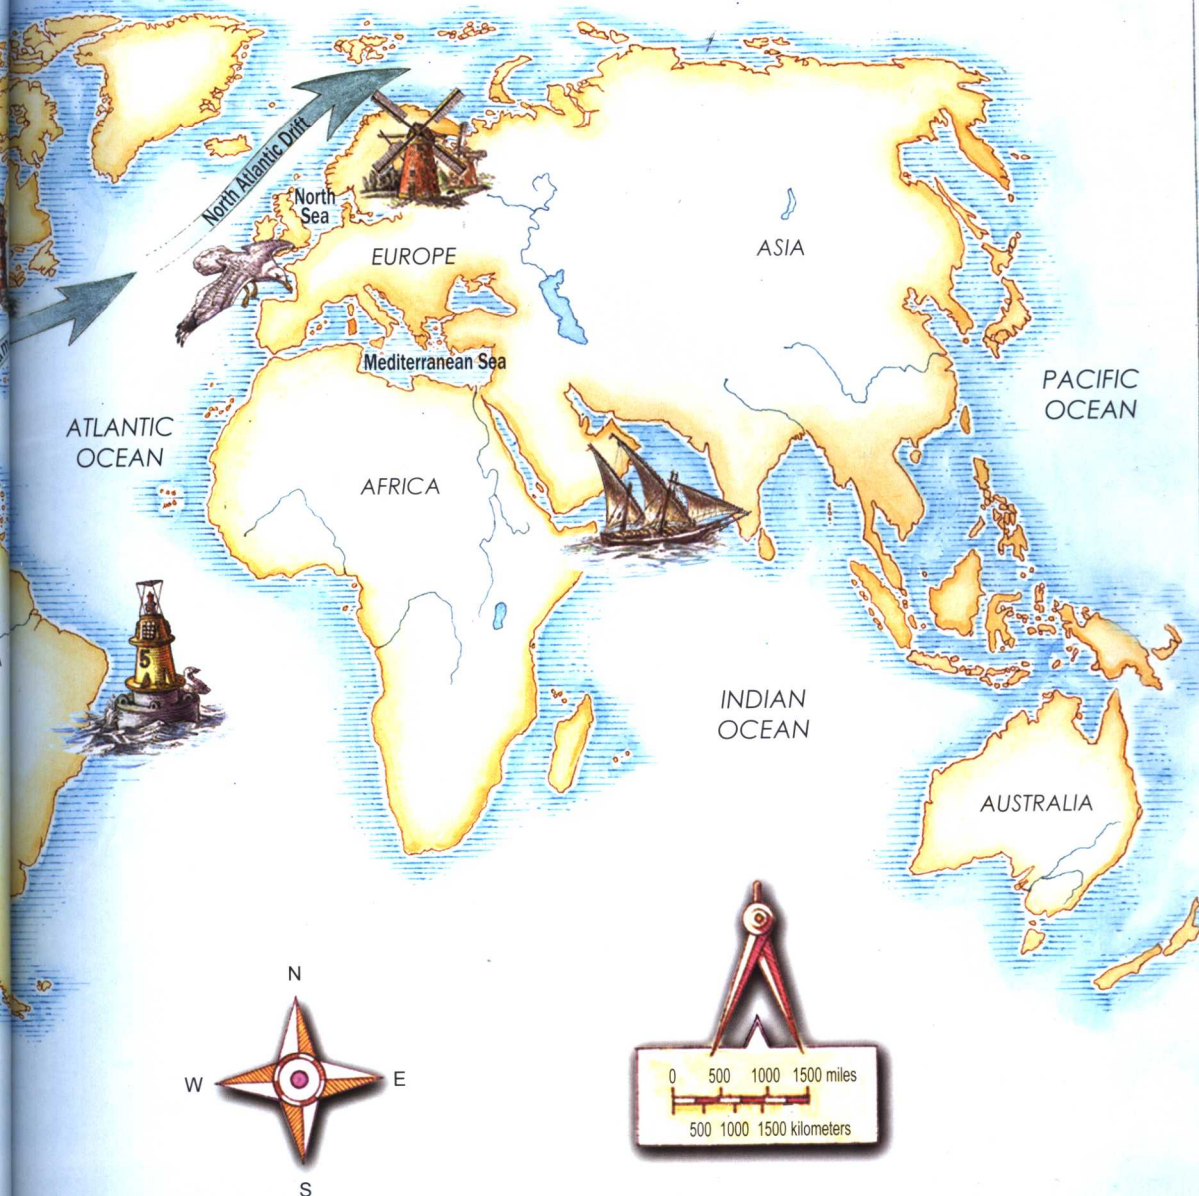 North Atlantic Drift
North
Sea
EUROPE
ASIA
Mediterranean Sea
PACIFIC
OCEAN
ATLANTIC
OCEAN
AFRICA
5
INDIAN
OCEAN
AUSTRALIA
N
W
E
S
0 500 1000 1500 miles
500 1000 1500 kilometers